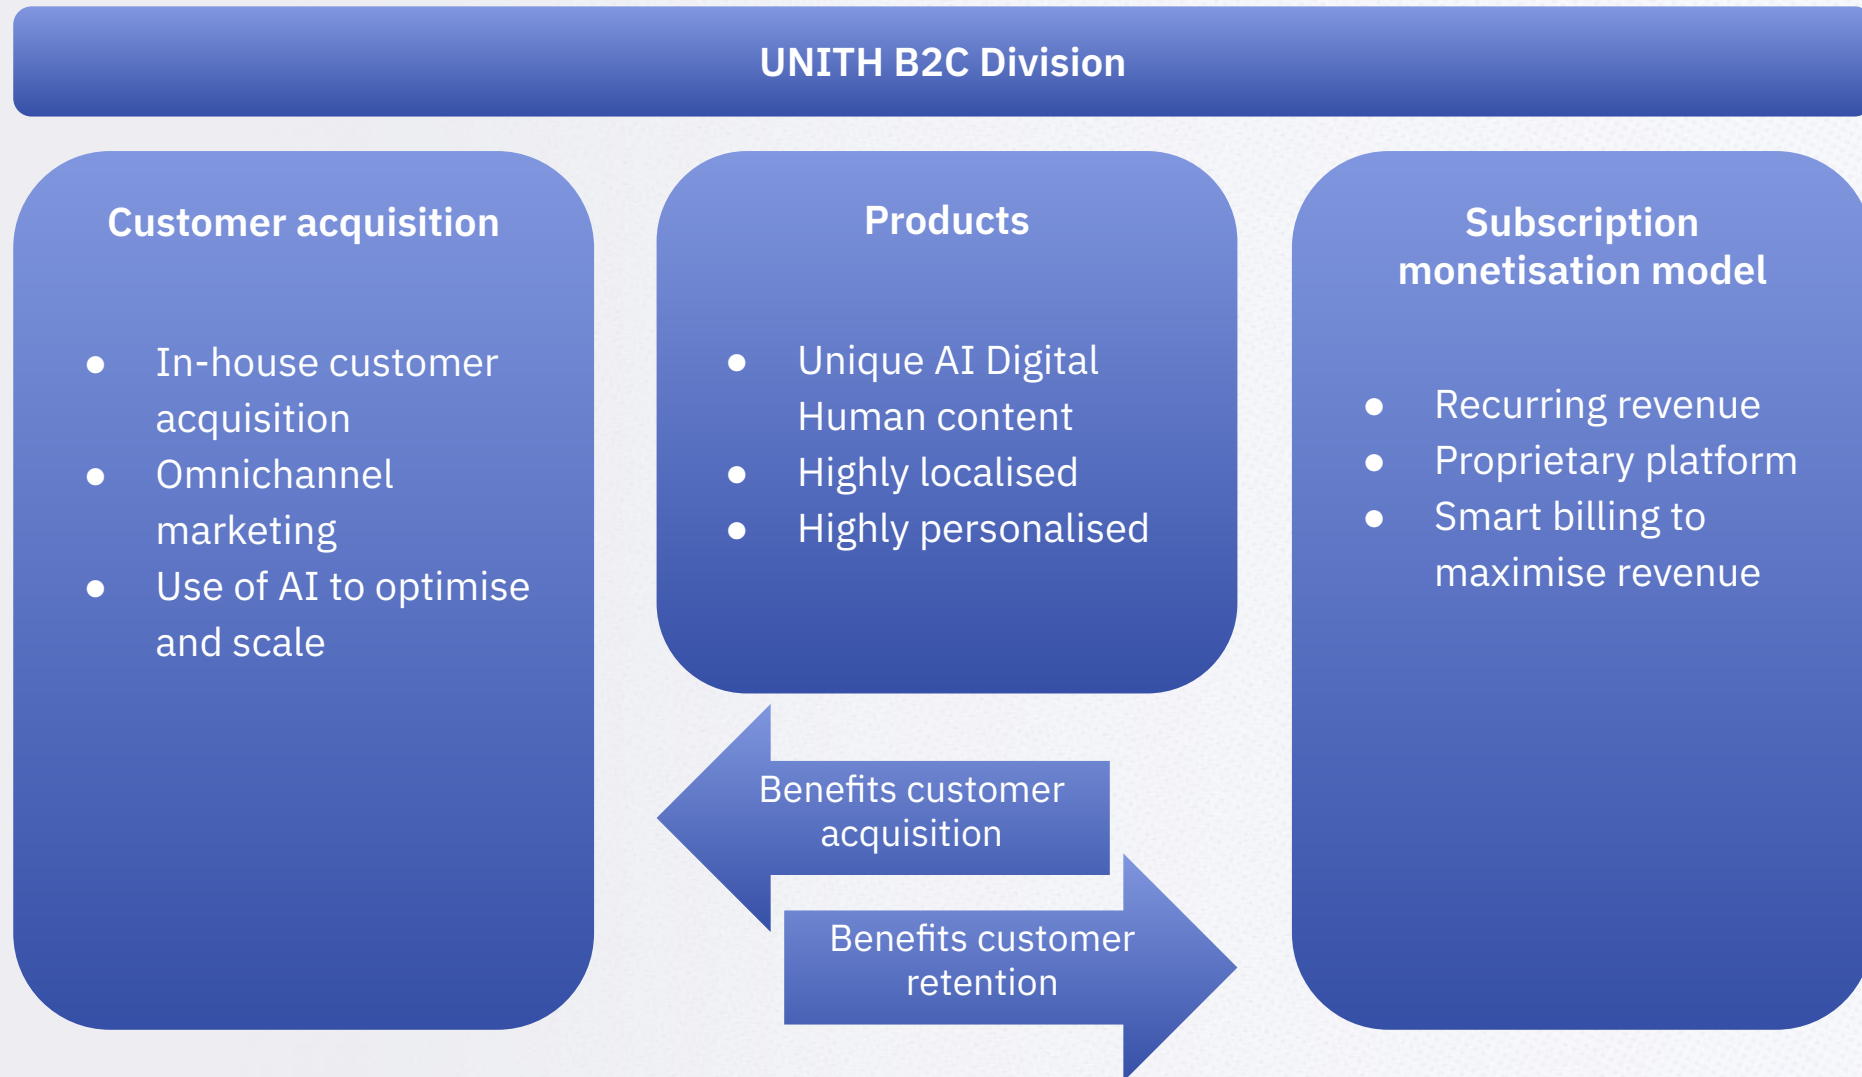 UNITH B2C Division
Customer acquisition
● In-house customer
acquisition
● Omnichannel
marketing
● Use of AI to optimise
and scale
Products
● Unique AI Digital
Human content
● Highly localised
● Highly personalised
Benefits customer
acquisition
Benefits customer
retention
Subscription
monetisation model
● Recurring revenue
● Proprietary platform
● Smart billing to
maximise revenue